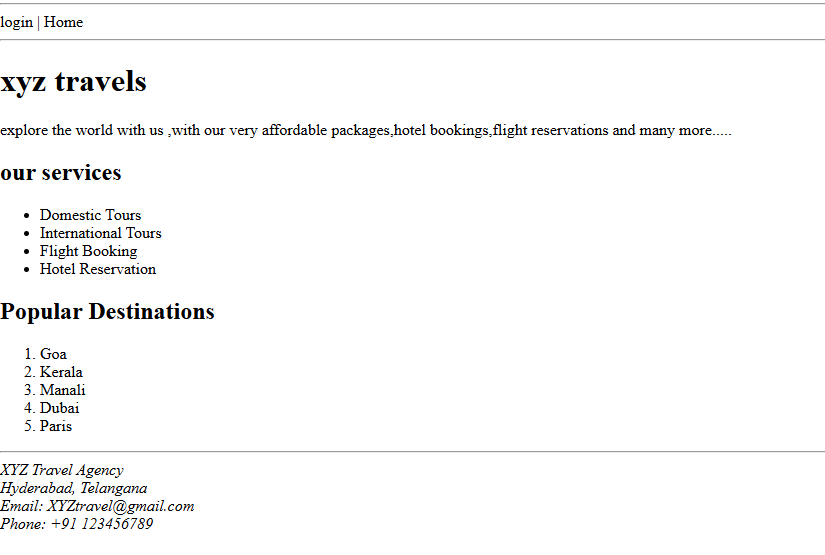 login | Home
xyz travels
explore the world with us ,with our very affordable packages,hotel bookings,flight reservations and many more.....
our services
• Domestic Tours
• International Tours
• Flight Booking
• Hotel Reservation
Popular Destinations
1. Goa
2. Kerala
3. Manali
4. Dubai
5. Paris
XYZ Travel Agency
Hyderabad, Telangana
Email: XYZtravel@gmail.com
Phone: +91 123456789